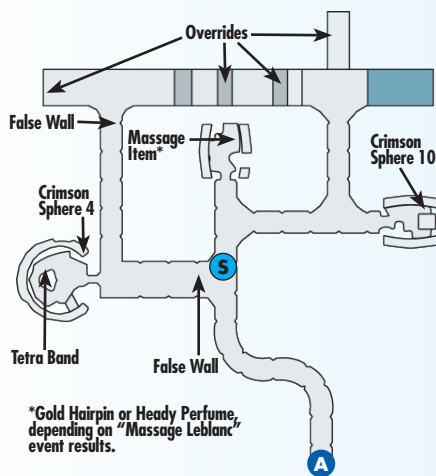 Overrides
False Wall
Massage
Item*
Crimson
Sphere 10
Crimson
Sphere 4
S
Tetra Band
False Wall
*Gold Hairpin or Heady Perfume,
depending on “Massage Leblanc”
event results.
A